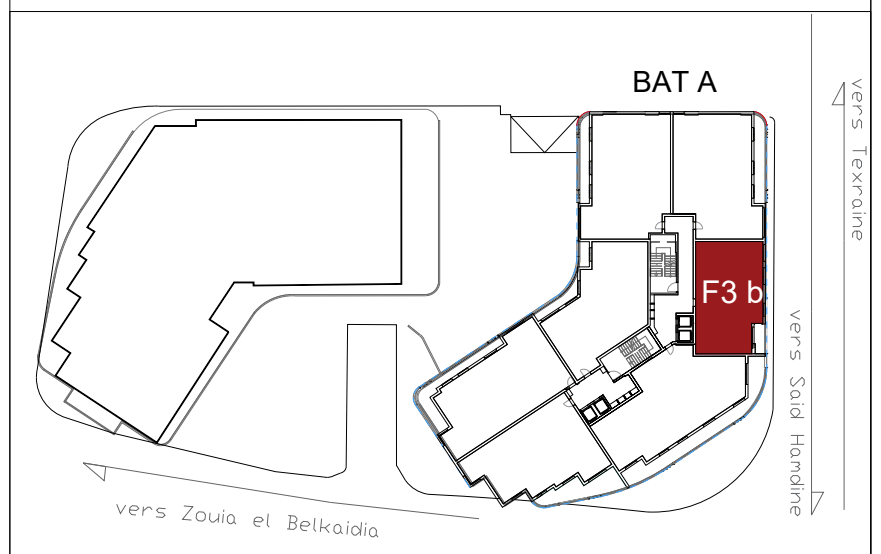 BAT A
vers Texraine
F3 b
vers Said Hamdine
vers Zouia el Belkaidia